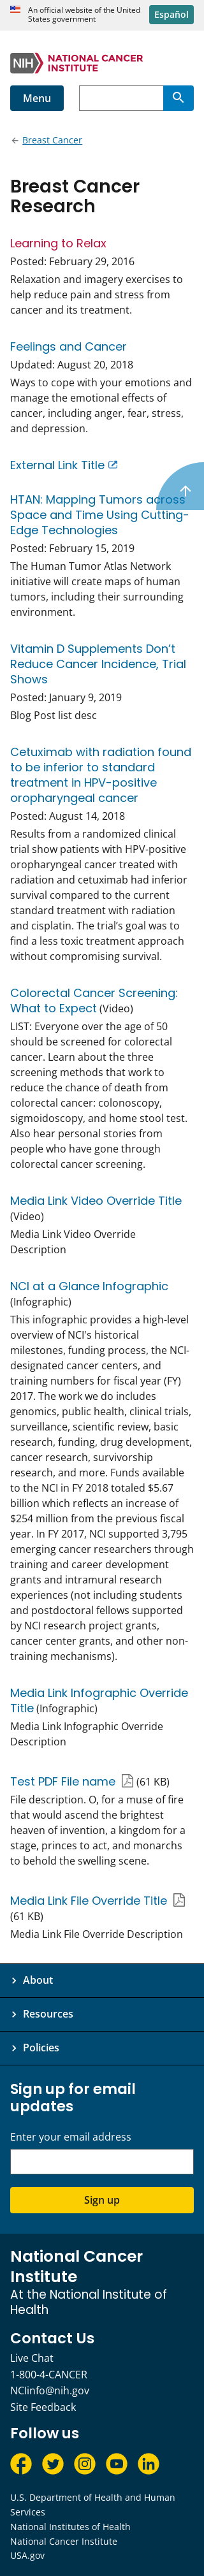 An official website of the United
States government
Español
NIH NATIONAL CANCER
INSTITUTE
Menu
← Breast Cancer
Breast Cancer
Research
Learning to Relax
Posted: February 29, 2016
Relaxation and imagery exercises to
help reduce pain and stress from
cancer and its treatment.
Feelings and Cancer
Updated: August 20, 2018
Ways to cope with your emotions and
manage the emotional effects of
cancer, including anger, fear, stress,
and depression.
External Link Title
HTAN: Mapping Tumors across
Space and Time Using Cutting-
Edge Technologies
Posted: February 15, 2019
The Human Tumor Atlas Network
initiative will create maps of human
tumors, including their surrounding
environment.
Vitamin D Supplements Don’t
Reduce Cancer Incidence, Trial
Shows
Posted: January 9, 2019
Blog Post list desc
Cetuximab with radiation found
to be inferior to standard
treatment in HPV-positive
oropharyngeal cancer
Posted: August 14, 2018
Results from a randomized clinical
trial show patients with HPV-positive
oropharyngeal cancer treated with
radiation and cetuximab had inferior
survival compared to the current
standard treatment with radiation
and cisplatin. The trial’s goal was to
find a less toxic treatment approach
without compromising survival.
Colorectal Cancer Screening:
What to Expect (Video)
LIST: Everyone over the age of 50
should be screened for colorectal
cancer. Learn about the three
screening methods that work to
reduce the chance of death from
colorectal cancer: colonoscopy,
sigmoidoscopy, and home stool test.
Also hear personal stories from
people who have gone through
colorectal cancer screening.
Media Link Video Override Title
(Video)
Media Link Video Override
Description
NCI at a Glance Infographic
(Infographic)
This infographic provides a high-level
overview of NCI's historical
milestones, funding process, the NCI-
designated cancer centers, and
training numbers for fiscal year (FY)
2017. The work we do includes
genomics, public health, clinical trials,
surveillance, scientific review, basic
research, funding, drug development,
cancer research, survivorship
research, and more. Funds available
to the NCI in FY 2018 totaled $5.67
billion which reflects an increase of
$254 million from the previous fiscal
year. In FY 2017, NCI supported 3,795
emerging cancer researchers through
training and career development
grants and intramural research
experiences (not including students
and postdoctoral fellows supported
by NCI research project grants,
cancer center grants, and other non-
training mechanisms).
Media Link Infographic Override
Title (Infographic)
Media Link Infographic Override
Description
Test PDF File name (61 KB)
File description. O, for a muse of fire
that would ascend the brightest
heaven of invention, a kingdom for a
stage, princes to act, and monarchs
to behold the swelling scene.
Media Link File Override Title
(61 KB)
Media Link File Override Description
About
Resources
Policies
Sign up for email
updates
Enter your email address
Sign up
National Cancer
Institute
At the National Institute of
Health
Contact Us
Live Chat
1-800-4-CANCER
NCIinfo@nih.gov
Site Feedback
Follow us
U.S. Department of Health and Human
Services
National Institutes of Health
National Cancer Institute
USA.gov